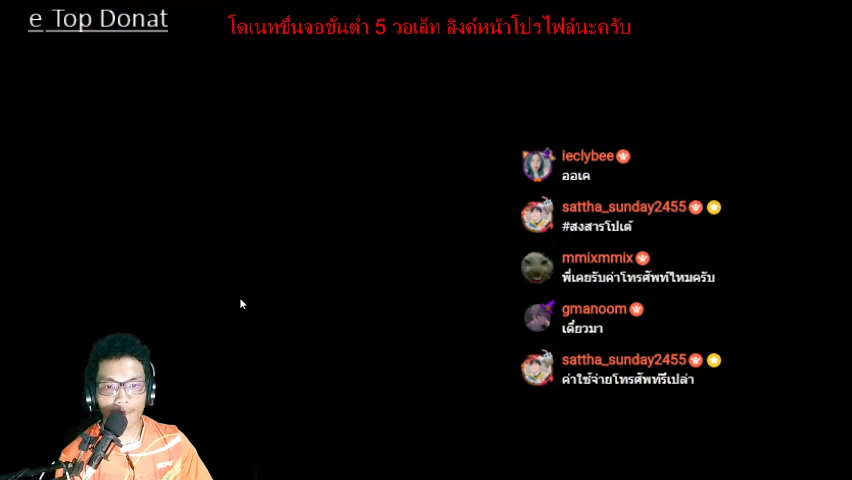 e Top Donat
โดเนทขึ้นจอขั้นต่ำ 5 วอเล็ท ลิงค์หน้าโปรไฟล์นะครับ
ieclybee
ออเค
sattha_sunday2455
#สงสารโปเต้
mmixmmix
พี่เคยรับค่าโทรศัพท์ไหมครับ
gmanoom
เดี๋ยวมา
sattha_sunday2455
ค่าใช้จ่ายโทรศัพท์รึเปล่า